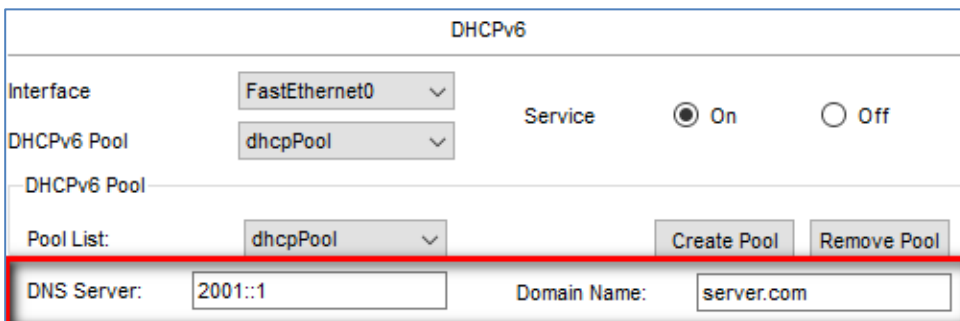 DHCPv6
Interface FastEthernet0
Service On Off
DHCPv6 Pool dhcpPool
DHCPv6 Pool
Pool List: dhcpPool Create Pool Remove Pool
DNS Server: 2001::1 Domain Name: server.com